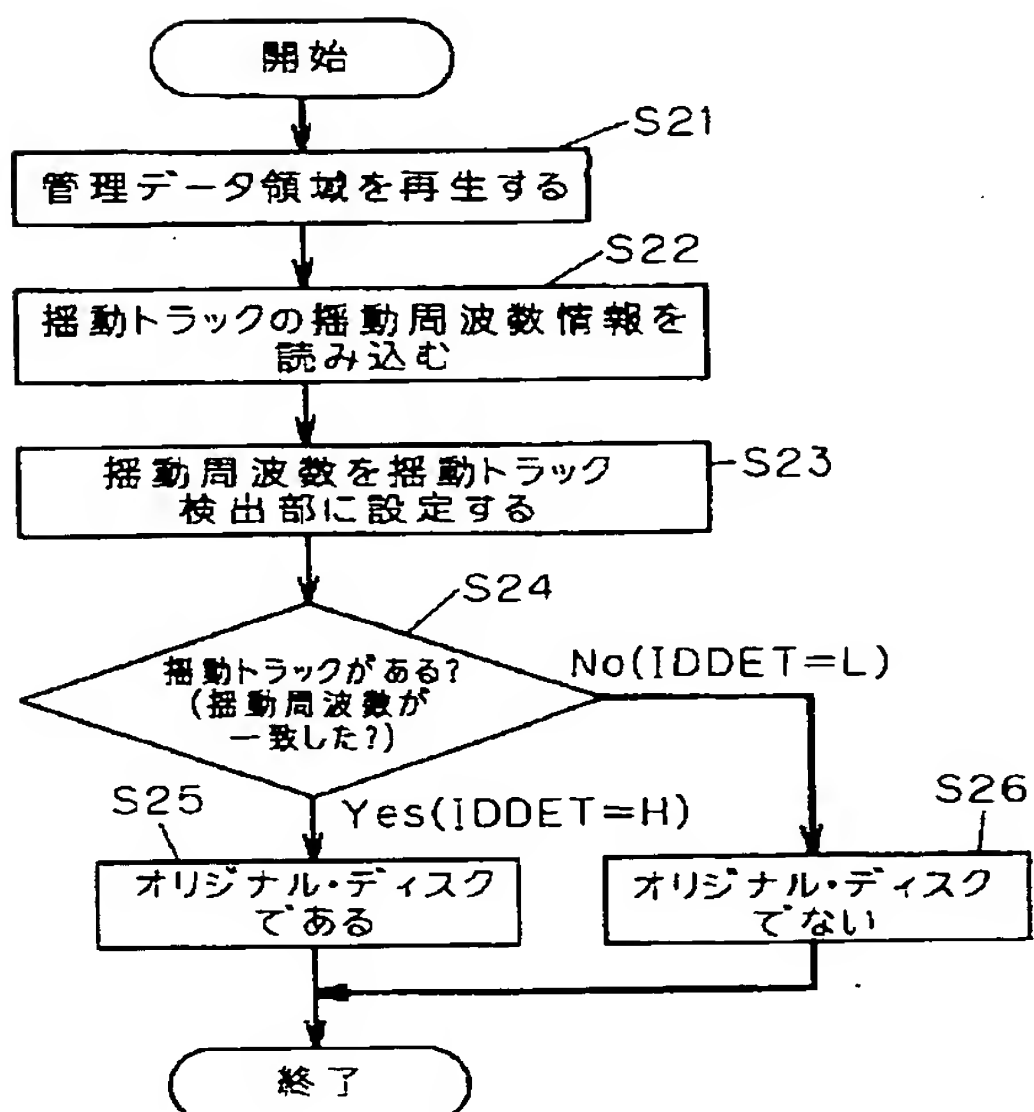 開始
S21
管理データ領域を再生する
S22
揺動トラックの揺動周波数情報を
読み込む
揺動周波数を揺動トラック
検出部に設定する
S23
S24
揺動トラックがある?
(揺動周波数が
一致した?)
No(IDDET=L)
Yes(IDDET=H)
S25
オリジナル・ディスク
である
S26
オリジナル・ディスク
でない
終了